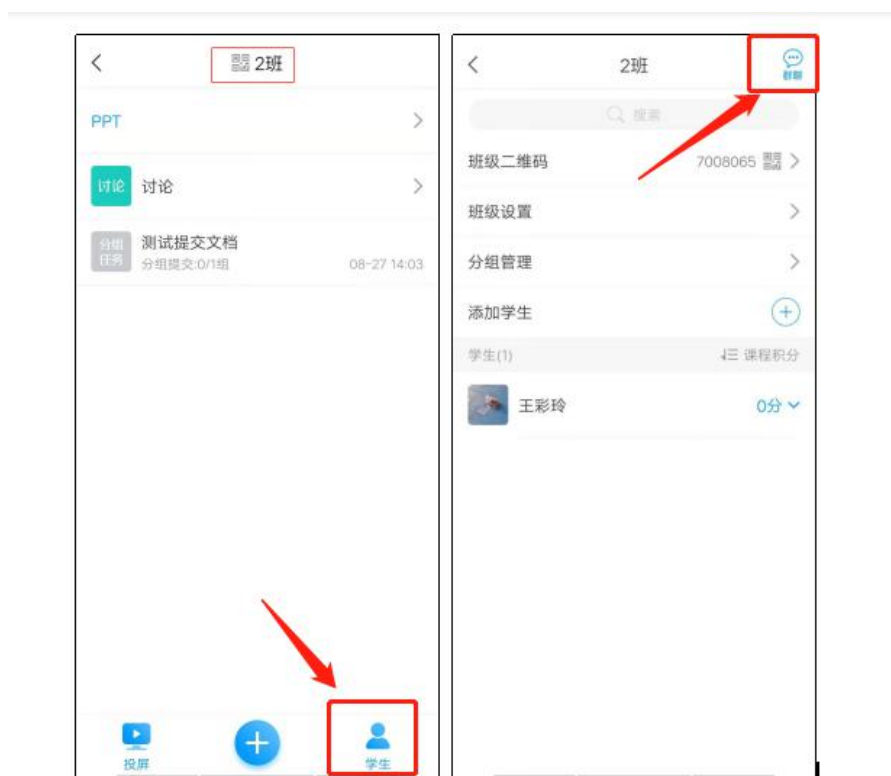 2班
PPT
讨论 讨论
分组任务
测试提交文档
分组提交:0/1组 08-27 14:03
投屏
学生
2班
群聊
搜索
班级二维码 7008065
班级设置
分组管理
添加学生
学生(1) 课程积分
王彩玲 0分